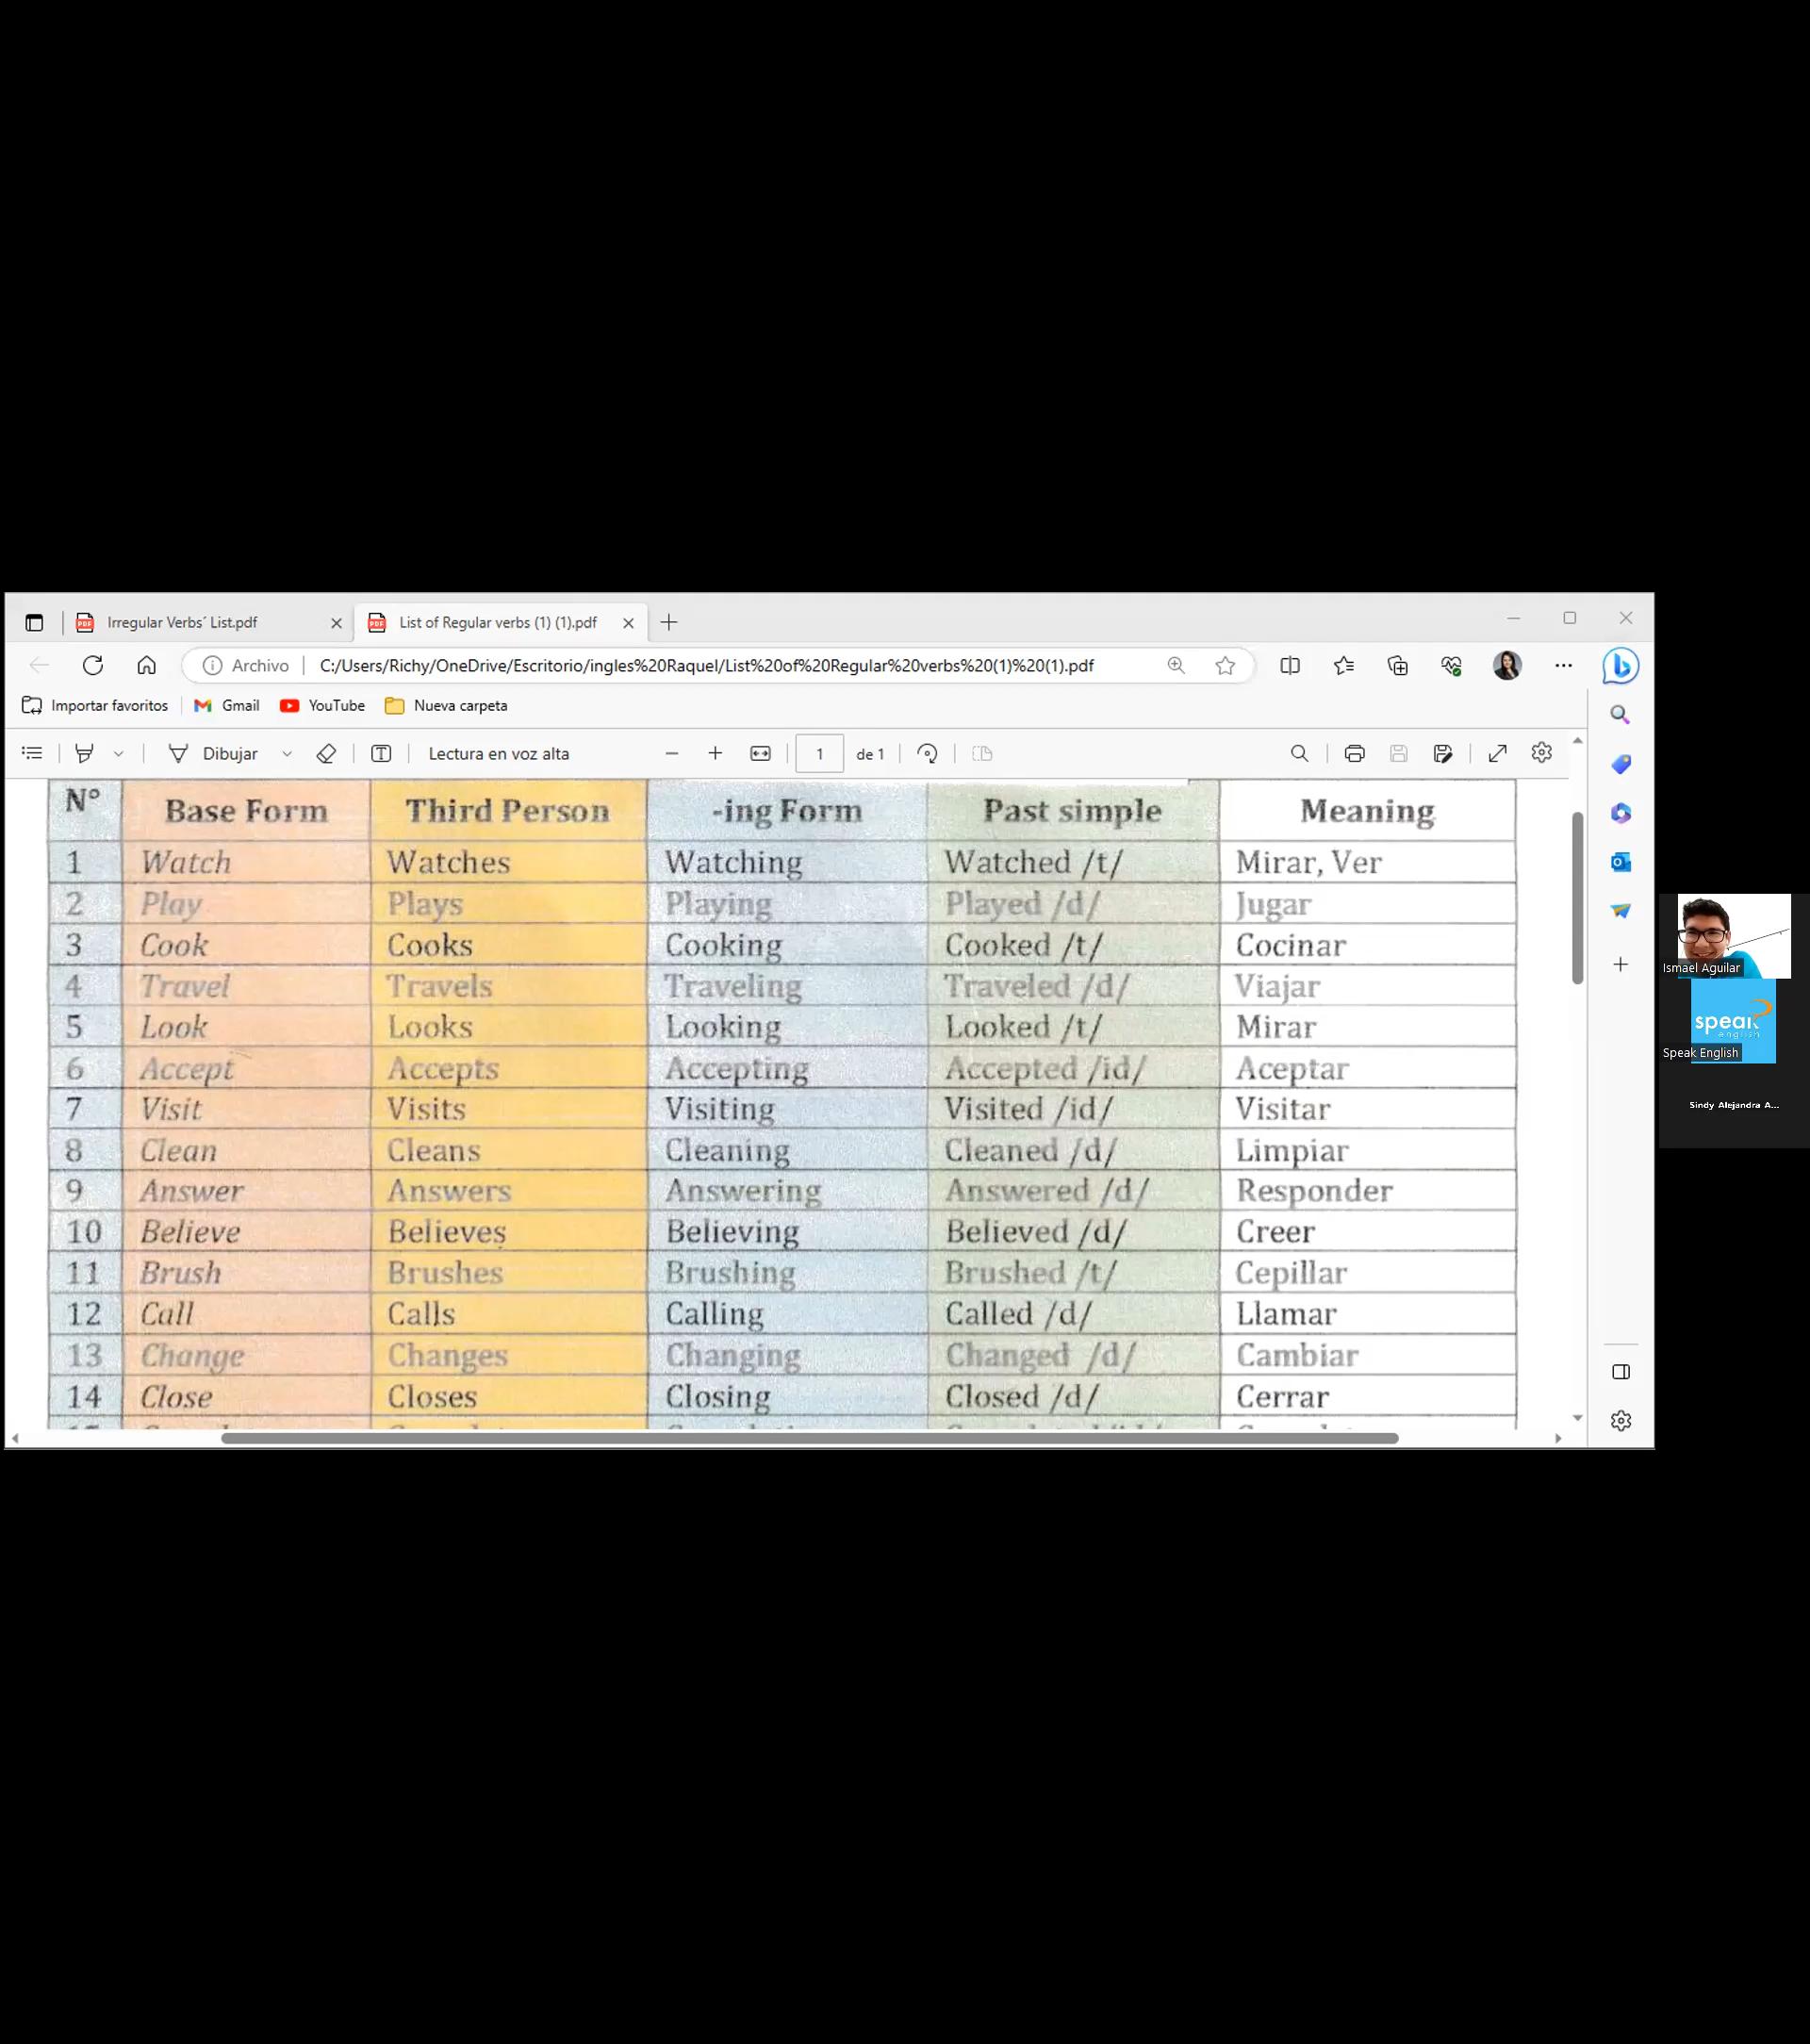 Irregular Verbs´ List.pdf
List of Regular verbs (1) (1).pdf
Archivo
C:/Users/Richy/OneDrive/Escritorio/ingles%20Raquel/List%20of%20Regular%20verbs%20(1)%20(1).pdf
Importar favoritos Gmail YouTube Nueva carpeta
Dibujar Lectura en voz alta 1 de 1
N° Base Form Third Person -ing Form Past simple Meaning
1 Watch Watches Watching Watched /t/ Mirar, Ver
2 Play Plays Playing Played /d/ Jugar
3 Cook Cooks Cooking Cooked /t/ Cocinar
4 Travel Travels Traveling Traveled /d/ Viajar
5 Look Looks Looking Looked /t/ Mirar
6 Accept Accepts Accepting Accepted /id/ Aceptar
7 Visit Visits Visiting Visited /id/ Visitar
8 Clean Cleans Cleaning Cleaned /d/ Limpiar
9 Answer Answers Answering Answered /d/ Responder
10 Believe Believes Believing Believed /d/ Creer
11 Brush Brushes Brushing Brushed /t/ Cepillar
12 Call Calls Calling Called /d/ Llamar
13 Change Changes Changing Changed /d/ Cambiar
14 Close Closes Closing Closed /d/ Cerrar
Ismael Aguilar
speak
english
Speak English
Sindy Alejandra A...